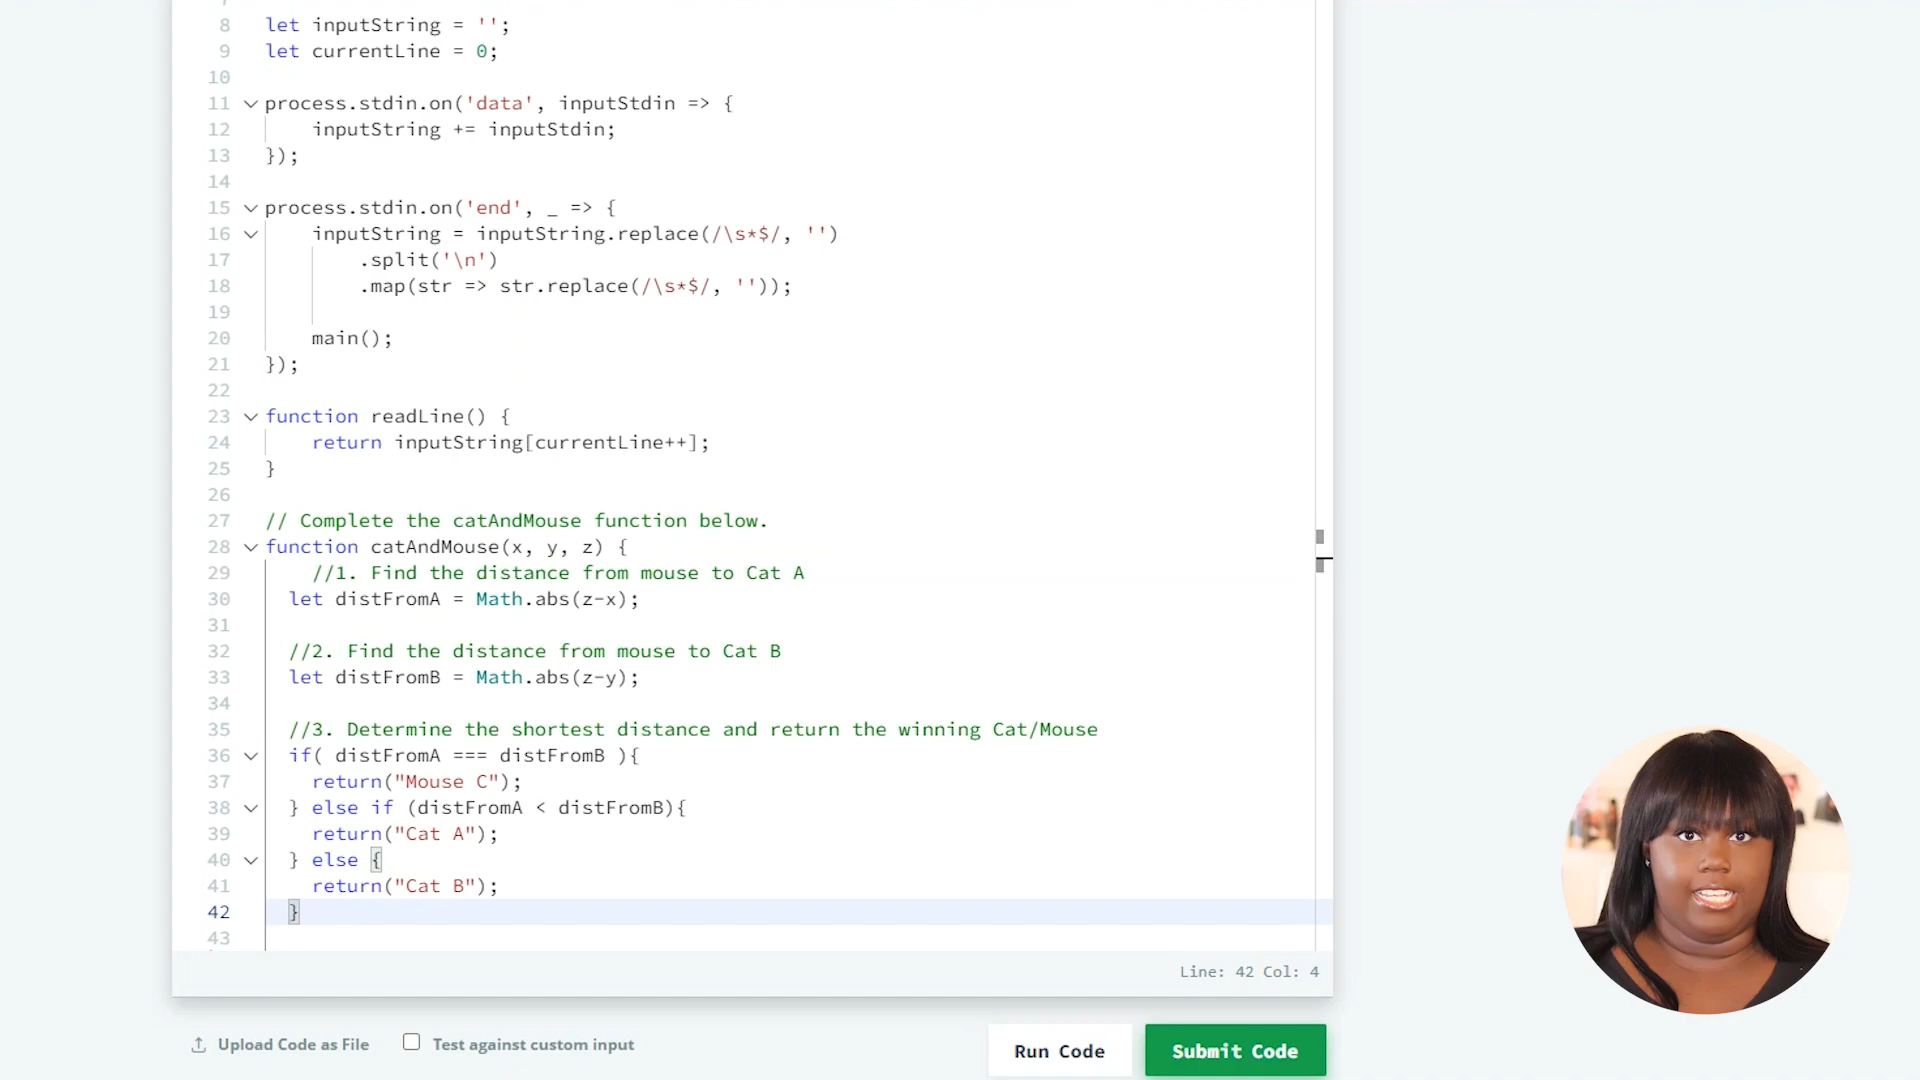 8 let inputString = '';
9 let currentLine = 0;
10
11 process.stdin.on('data', inputStdin => {
12     inputString += inputStdin;
13 });
14
15 process.stdin.on('end', _ => {
16     inputString = inputString.replace(/\s*$/, '')
17         .split('\n')
18         .map(str => str.replace(/\s*$/, ''));
19
20     main();
21 });
22
23 function readLine() {
24     return inputString[currentLine++];
25 }
26
27 // Complete the catAndMouse function below.
28 function catAndMouse(x, y, z) {
29     //1. Find the distance from mouse to Cat A
30   let distFromA = Math.abs(z-x);
31
32   //2. Find the distance from mouse to Cat B
33   let distFromB = Math.abs(z-y);
34
35   //3. Determine the shortest distance and return the winning Cat/Mouse
36   if( distFromA === distFromB ){
37     return("Mouse C");
38   } else if (distFromA < distFromB){
39     return("Cat A");
40   } else {
41     return("Cat B");
42   }
43
Line: 42 Col: 4
Upload Code as File
Test against custom input
Run Code
Submit Code